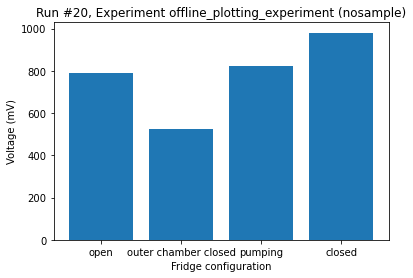 Run #20, Experiment offline_plotting_experiment (nosample)
1000
800
600
400
200
0
Voltage (mV)
open outer chamber closed pumping closed
Fridge configuration